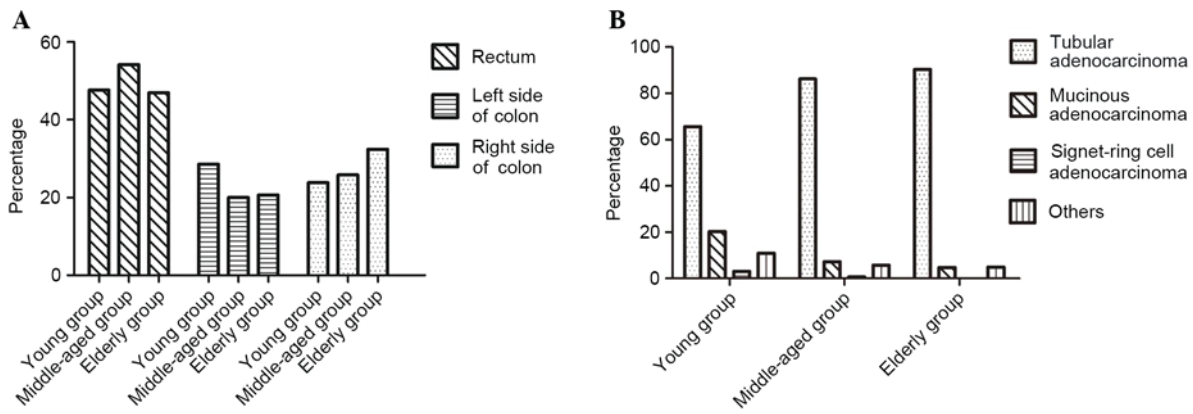 A
60
40
20
0
Percentage
Rectum
Left side
of colon
Right side
of colon
Young group
Middle-aged group
Elderly group
Young group
Middle-aged group
Elderly group
Young group
Middle-aged group
Elderly group
B
100
80
60
40
20
0
Percentage
Tubular
adenocarcinoma
Mucinous
adenocarcinoma
Signet-ring cell
adenocarcinoma
Others
Young group
Middle-aged group
Elderly group